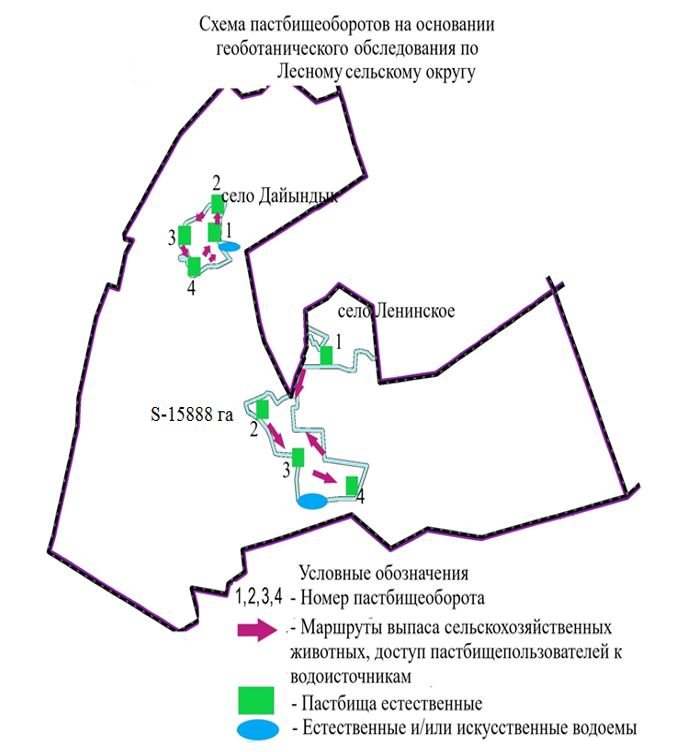 Схема пастбищеоборотов на основании
геоботанического обследования по
Лесному сельскому округу
2
село Дайындык
1
3
4
село Ленинское
1
S-15888 га
2
3
4
Условные обозначения
1,2,3,4 - Номер пастбищеоборота
- Маршруты выпаса сельскохозяйственных
животных, доступ пастбищепользователей к
водоисточникам
- Пастбища естественные
- Естественные и/или искусственные водоемы